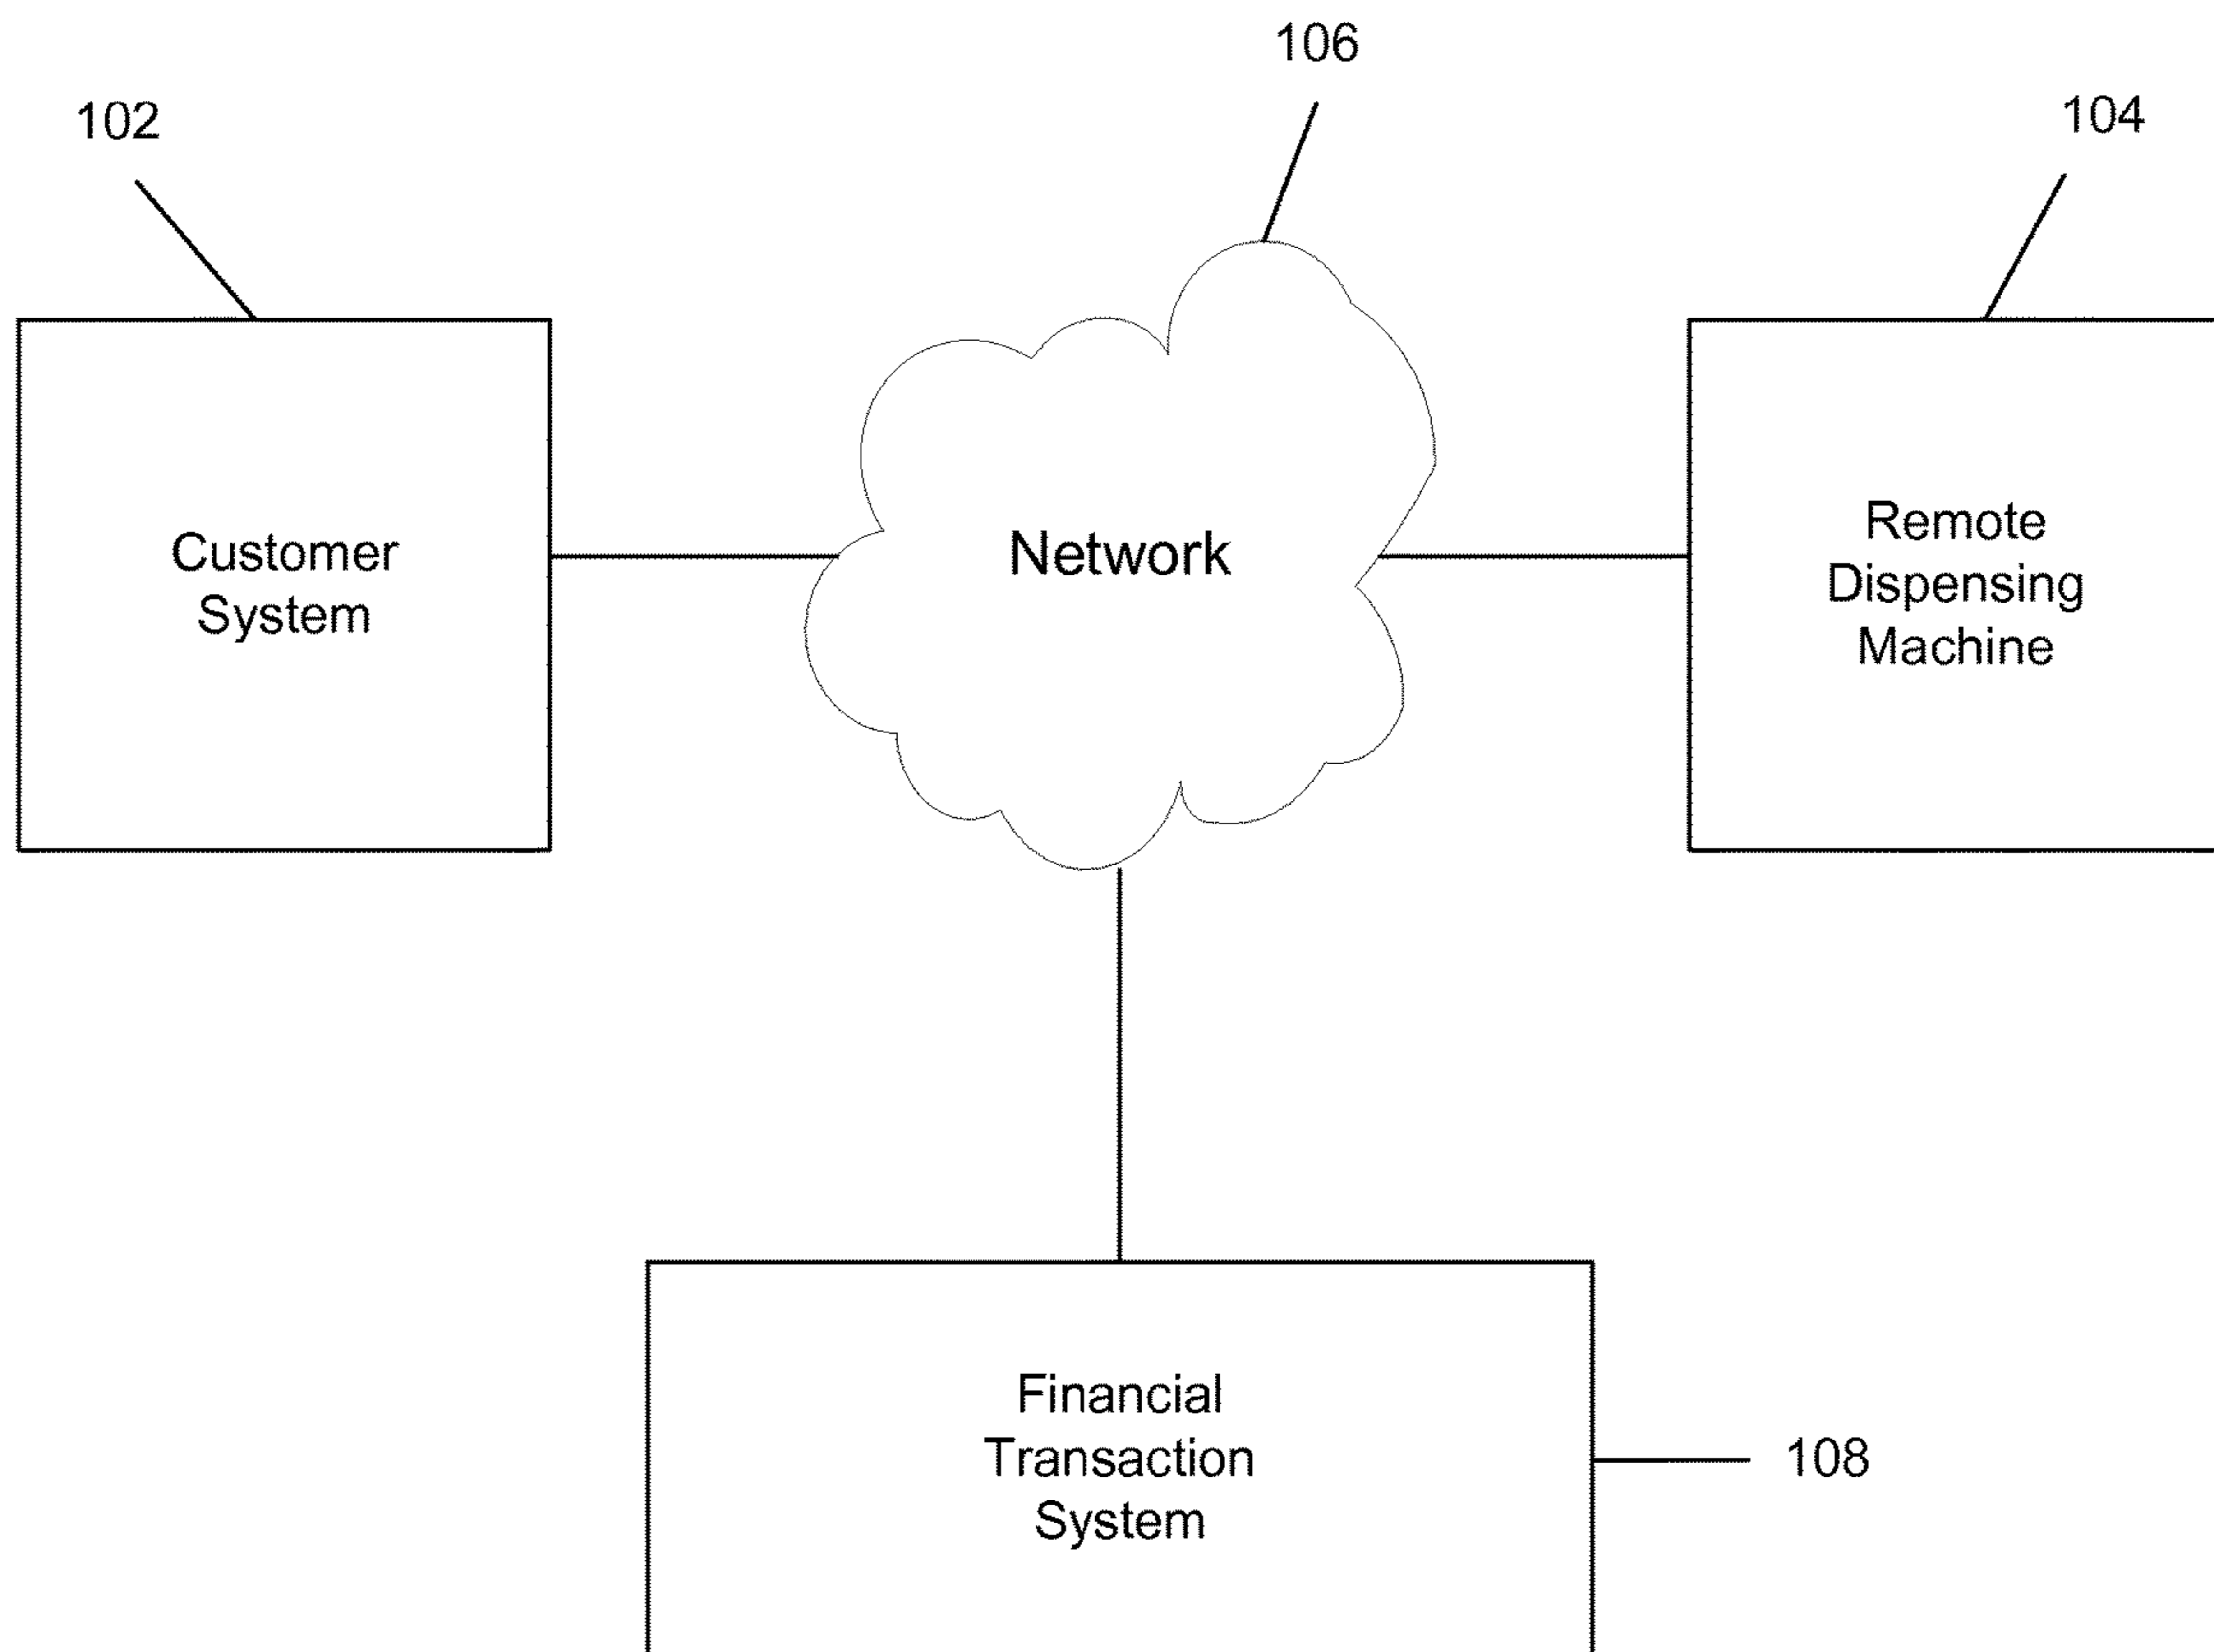 106
102
104
Customer
System
Network
Remote
Dispensing
Machine
Financial
Transaction
System
108